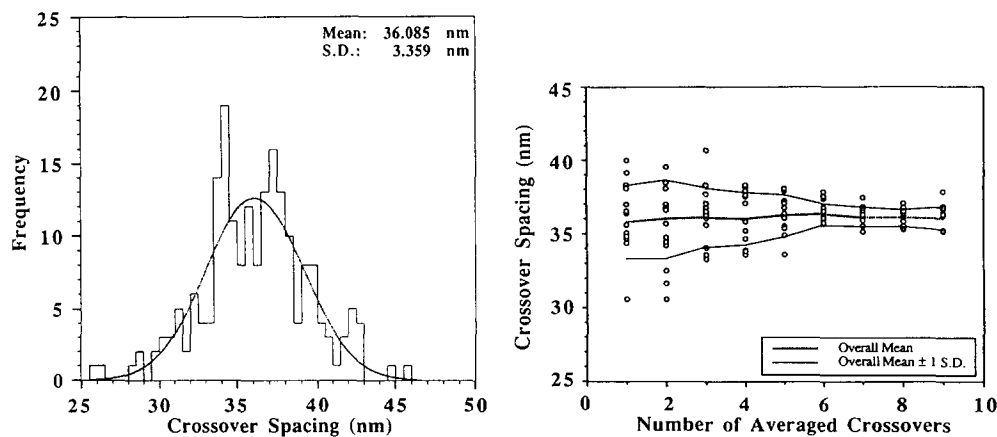 25
20
15
10
5
0
Frequency
Mean: 36.085 nm
S.D.: 3.359 nm
25 30 35 40 45 50
Crossover Spacing (nm)
45
40
35
30
25
Crossover Spacing (nm)
Overall Mean
Overall Mean ± 1 S.D.
0 2 4 6 8 10
Number of Averaged Crossovers